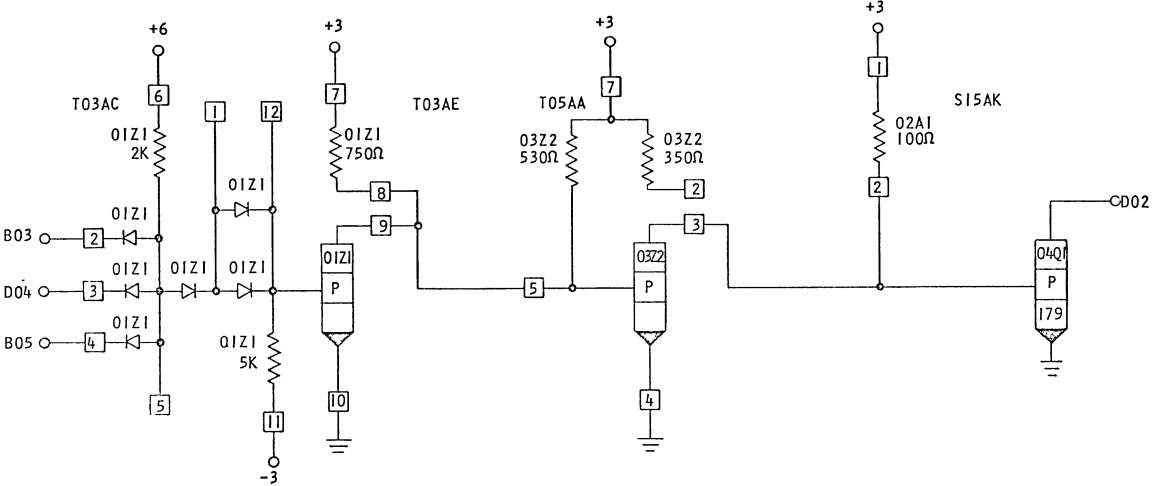 +6
+3
+3
+3
6
7
7
1
T03AC
1
12
T03AE
T05AA
S15AK
01Z1
2K
01Z1
750Ω
03Z2
530Ω
03Z2
350Ω
02A1
100Ω
01Z1
8
2
2
01Z1
9
3
D02
B03
2
01Z1
03Z2
04Q1
01Z1
01Z1
01Z1
D04
3
P
5
P
P
01Z1
179
B05
4
01Z1
5K
5
10
4
11
-3